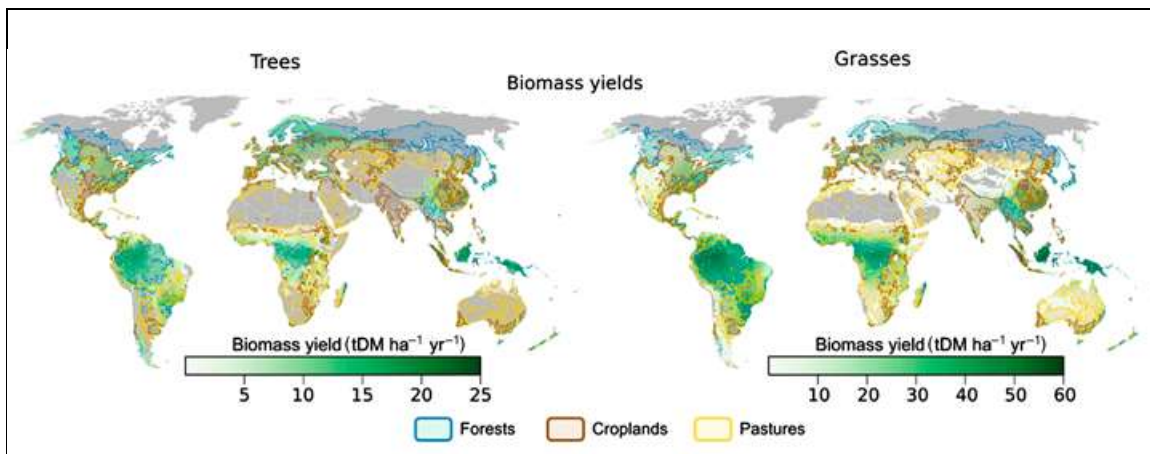 Trees
Grasses
Biomass yields
Biomass yield (tDM ha⁻¹ yr⁻¹)
5 10 15 20 25
Biomass yield (tDM ha⁻¹ yr⁻¹)
10 20 30 40 50 60
Forests Croplands Pastures